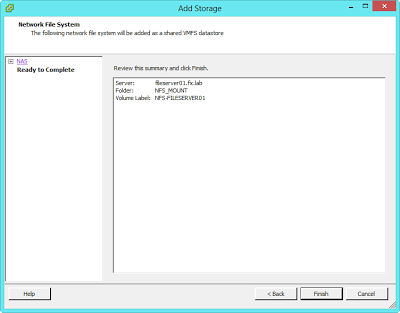 Add Storage
Network File System
The following network file system will be added as a shared VMFS datastore
NAS
Ready to Complete
Review this summary and click Finish.
Server: fileserver01.fx.lab
Folder: NFS_MOUNT
Volume Label: NFS-FILESERVER01
Help
< Back
Finish
Cancel